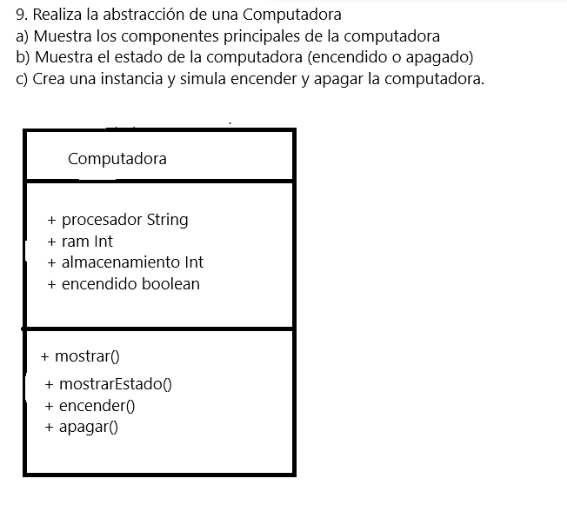 9. Realiza la abstracción de una Computadora
a) Muestra los componentes principales de la computadora
b) Muestra el estado de la computadora (encendido o apagado)
c) Crea una instancia y simula encender y apagar la computadora.
Computadora
+ procesador String
+ ram Int
+ almacenamiento Int
+ encendido boolean
+ mostrar()
+ mostrarEstado()
+ encender()
+ apagar()